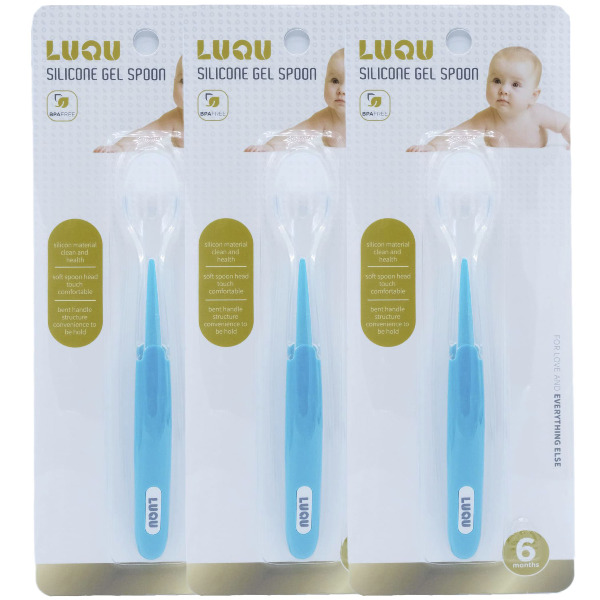 LUQU
SILICONE GEL SPOON
BPAFREE
silicon material
clean and
health
soft spoon head
touch
comfortable
bent handle
structure
convenience to
be hold
LUQU
LUQU
SILICONE GEL SPOON
BPAFREE
silicon material
clean and
health
soft spoon head
touch
comfortable
bent handle
structure
convenience to
be hold
LUQU
LUQU
SILICONE GEL SPOON
BPAFREE
silicon material
clean and
health
soft spoon head
touch
comfortable
bent handle
structure
convenience to
be hold
LUQU
FOR LOVE AND EVERYTHING ELSE
6
months